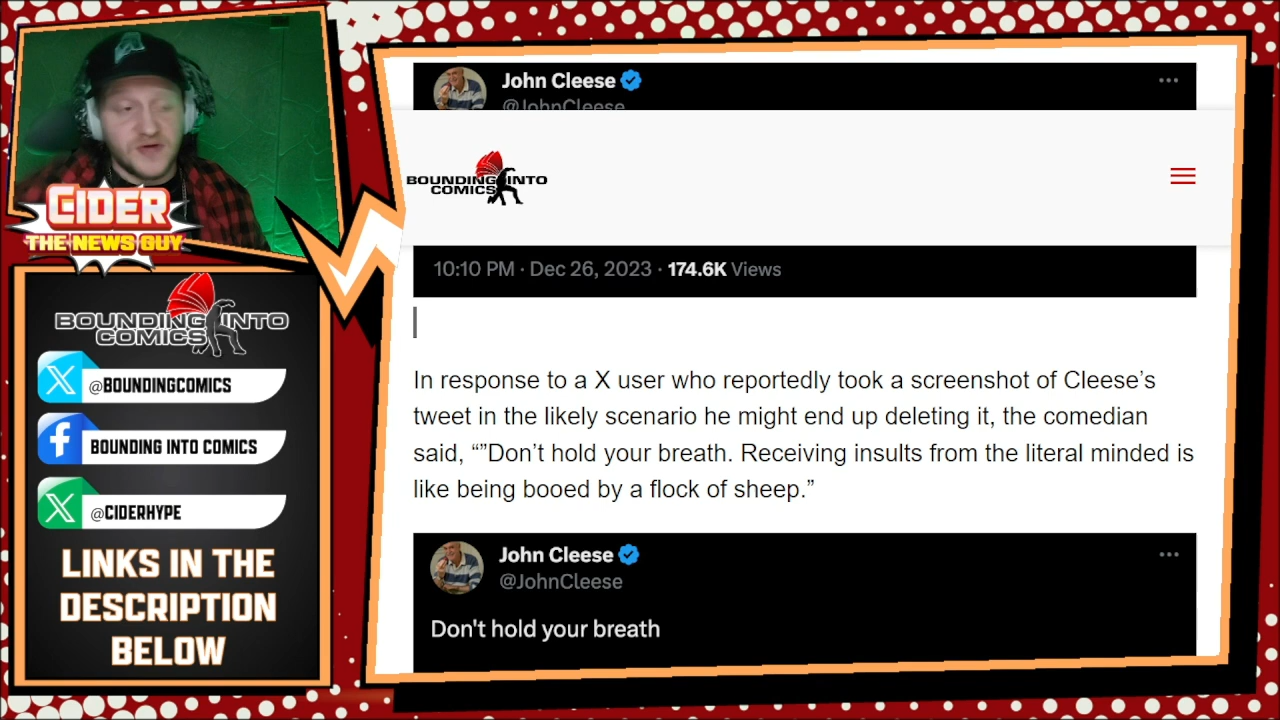 CIDER
THE NEWS GUY
BOUNDING INTO
COMICS
@BOUNDINGCOMICS
BOUNDING INTO COMICS
@CIDERHYPE
LINKS IN THE
DESCRIPTION
BELOW
John Cleese
@JohnCleese
BOUNDING INTO
COMICS
10:10 PM · Dec 26, 2023 · 174.6K Views
In response to a X user who reportedly took a screenshot of Cleese’s
tweet in the likely scenario he might end up deleting it, the comedian
said, “”Don’t hold your breath. Receiving insults from the literal minded is
like being booed by a flock of sheep.”
John Cleese
@JohnCleese
Don't hold your breath